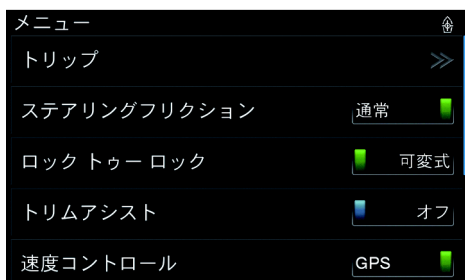 メニュー
トリップ
ステアリングフリクション 通常
ロック トゥー ロック 可変式
トリムアシスト オフ
速度コントロール GPS